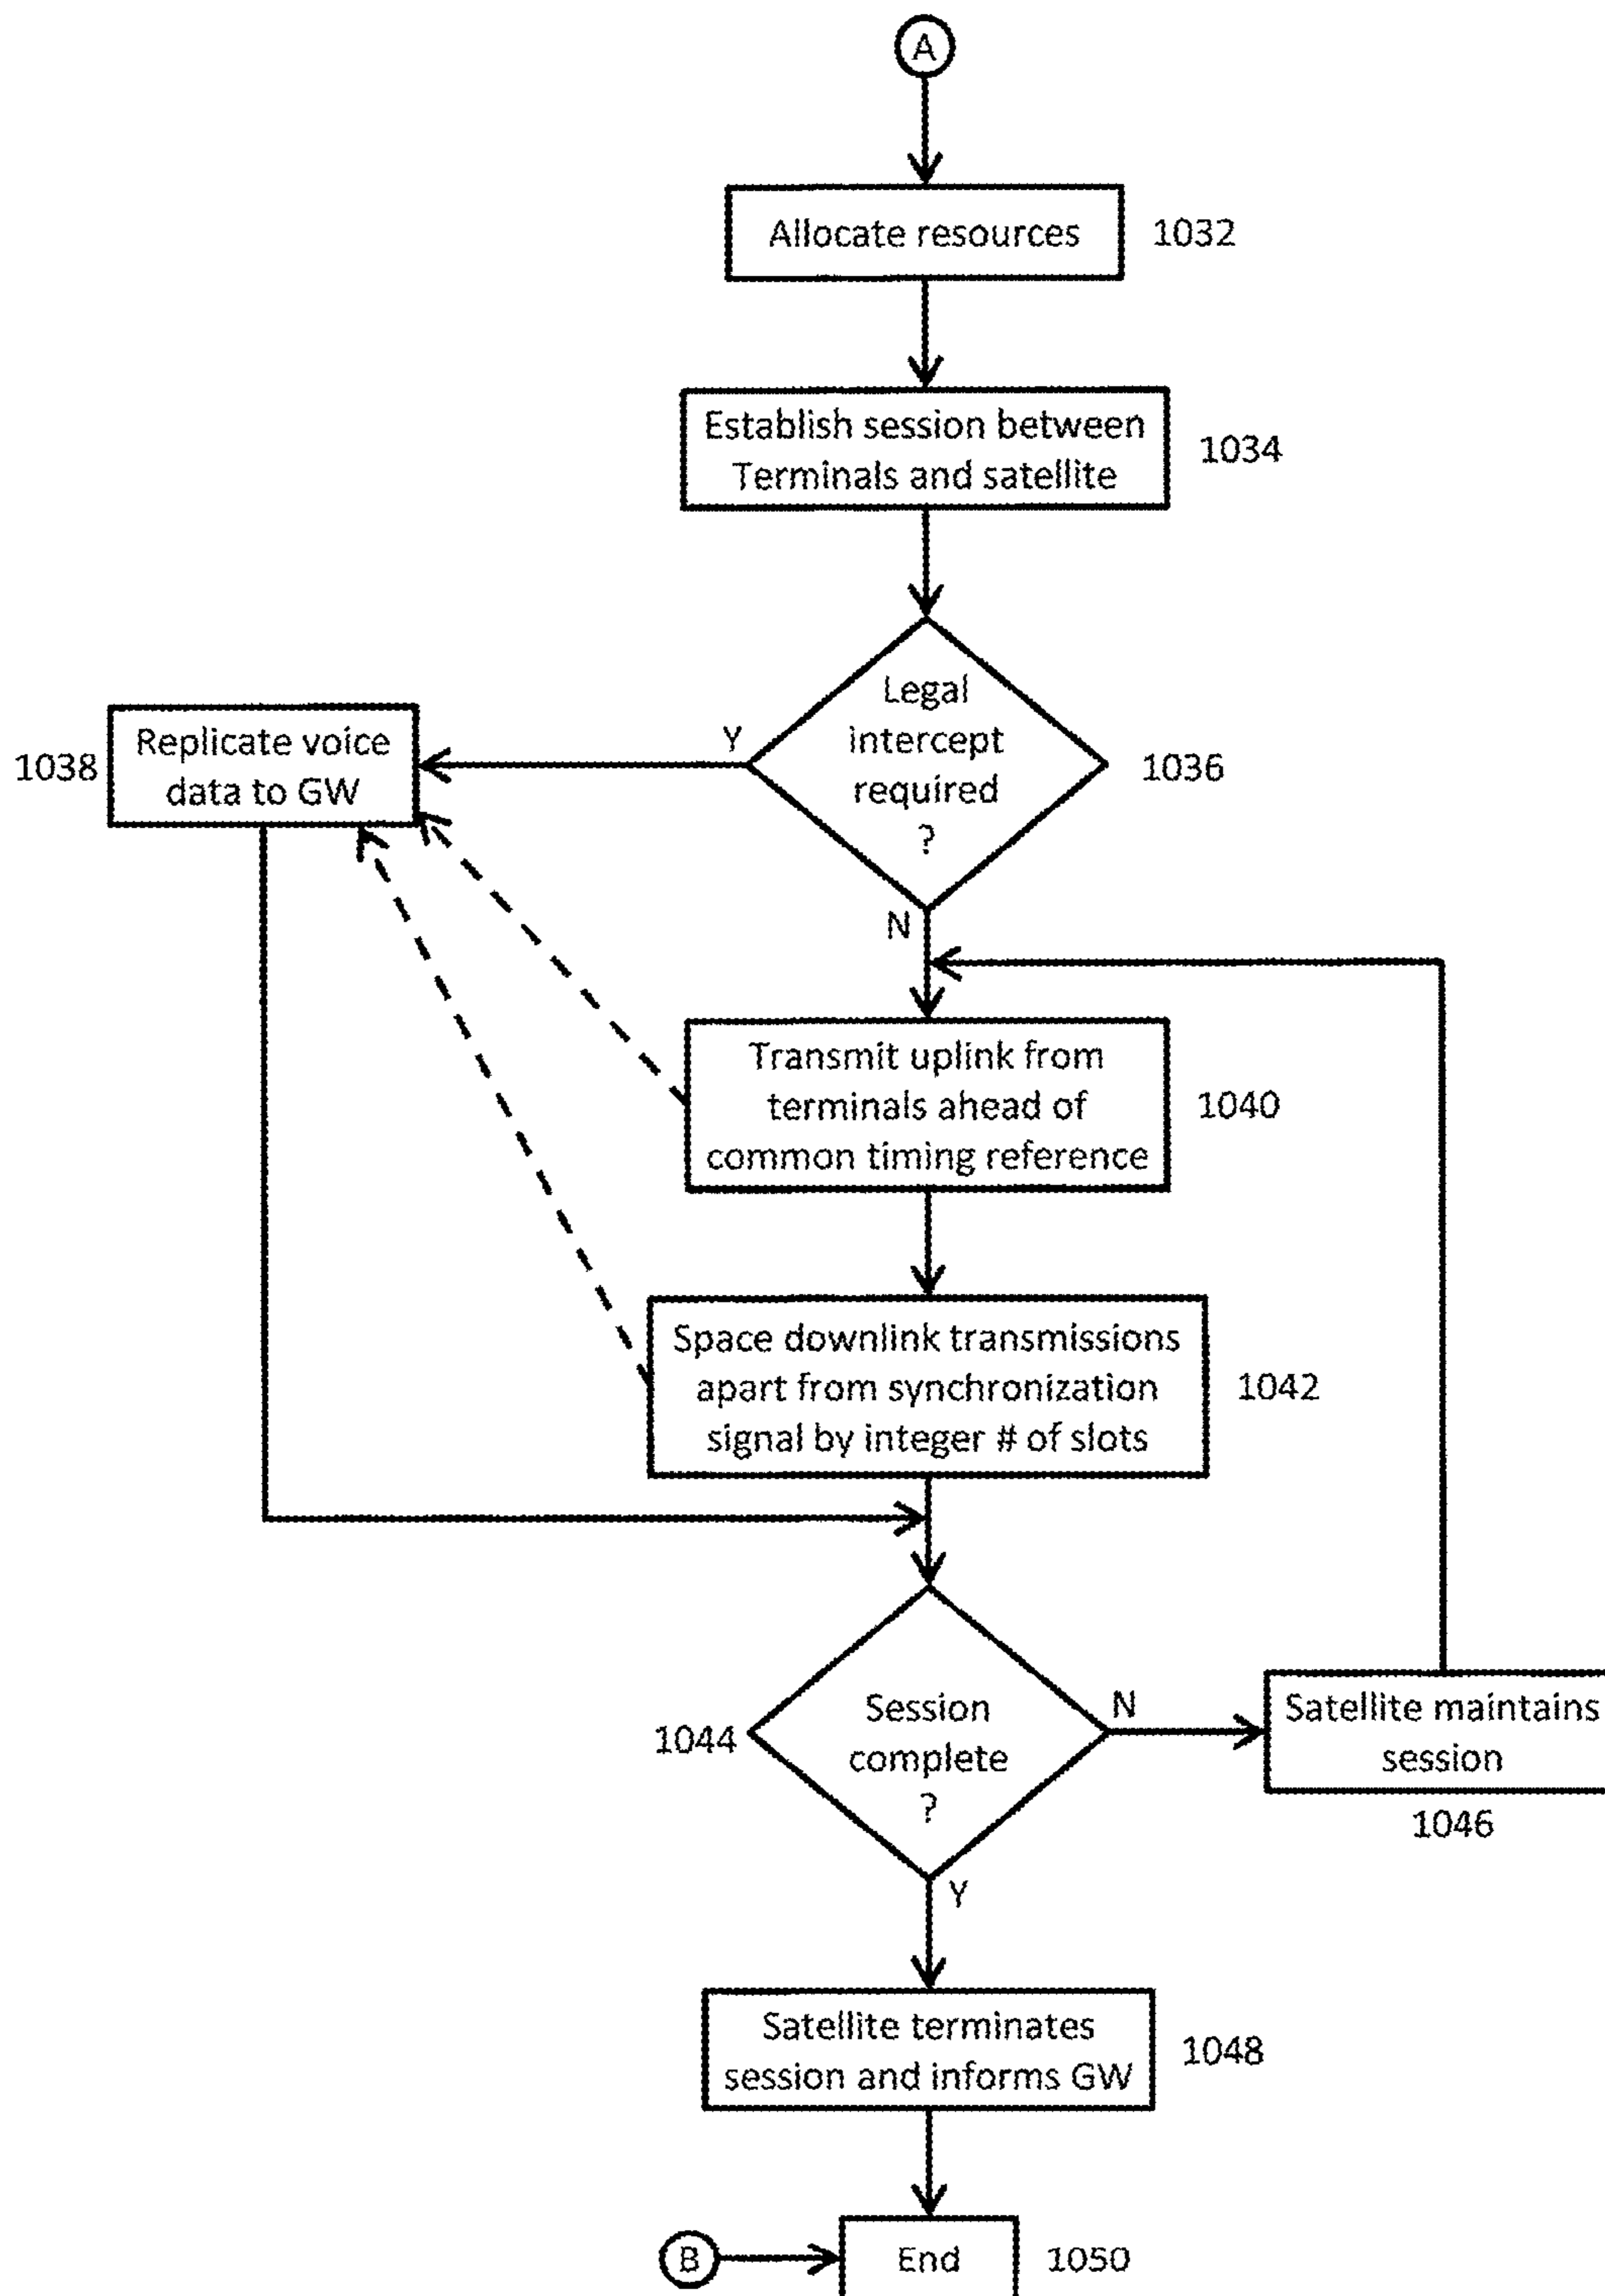 A
Allocate resources
1032
Establish session between
Terminals and satellite
1034
Legal
intercept
required
?
1036
Y
N
Replicate voice
data to GW
1038
Transmit uplink from
terminals ahead of
common timing reference
1040
Space downlink transmissions
apart from synchronization
signal by integer # of slots
1042
Session
complete
?
1044
N
Y
Satellite maintains
session
1046
Satellite terminates
session and informs GW
1048
B
End
1050